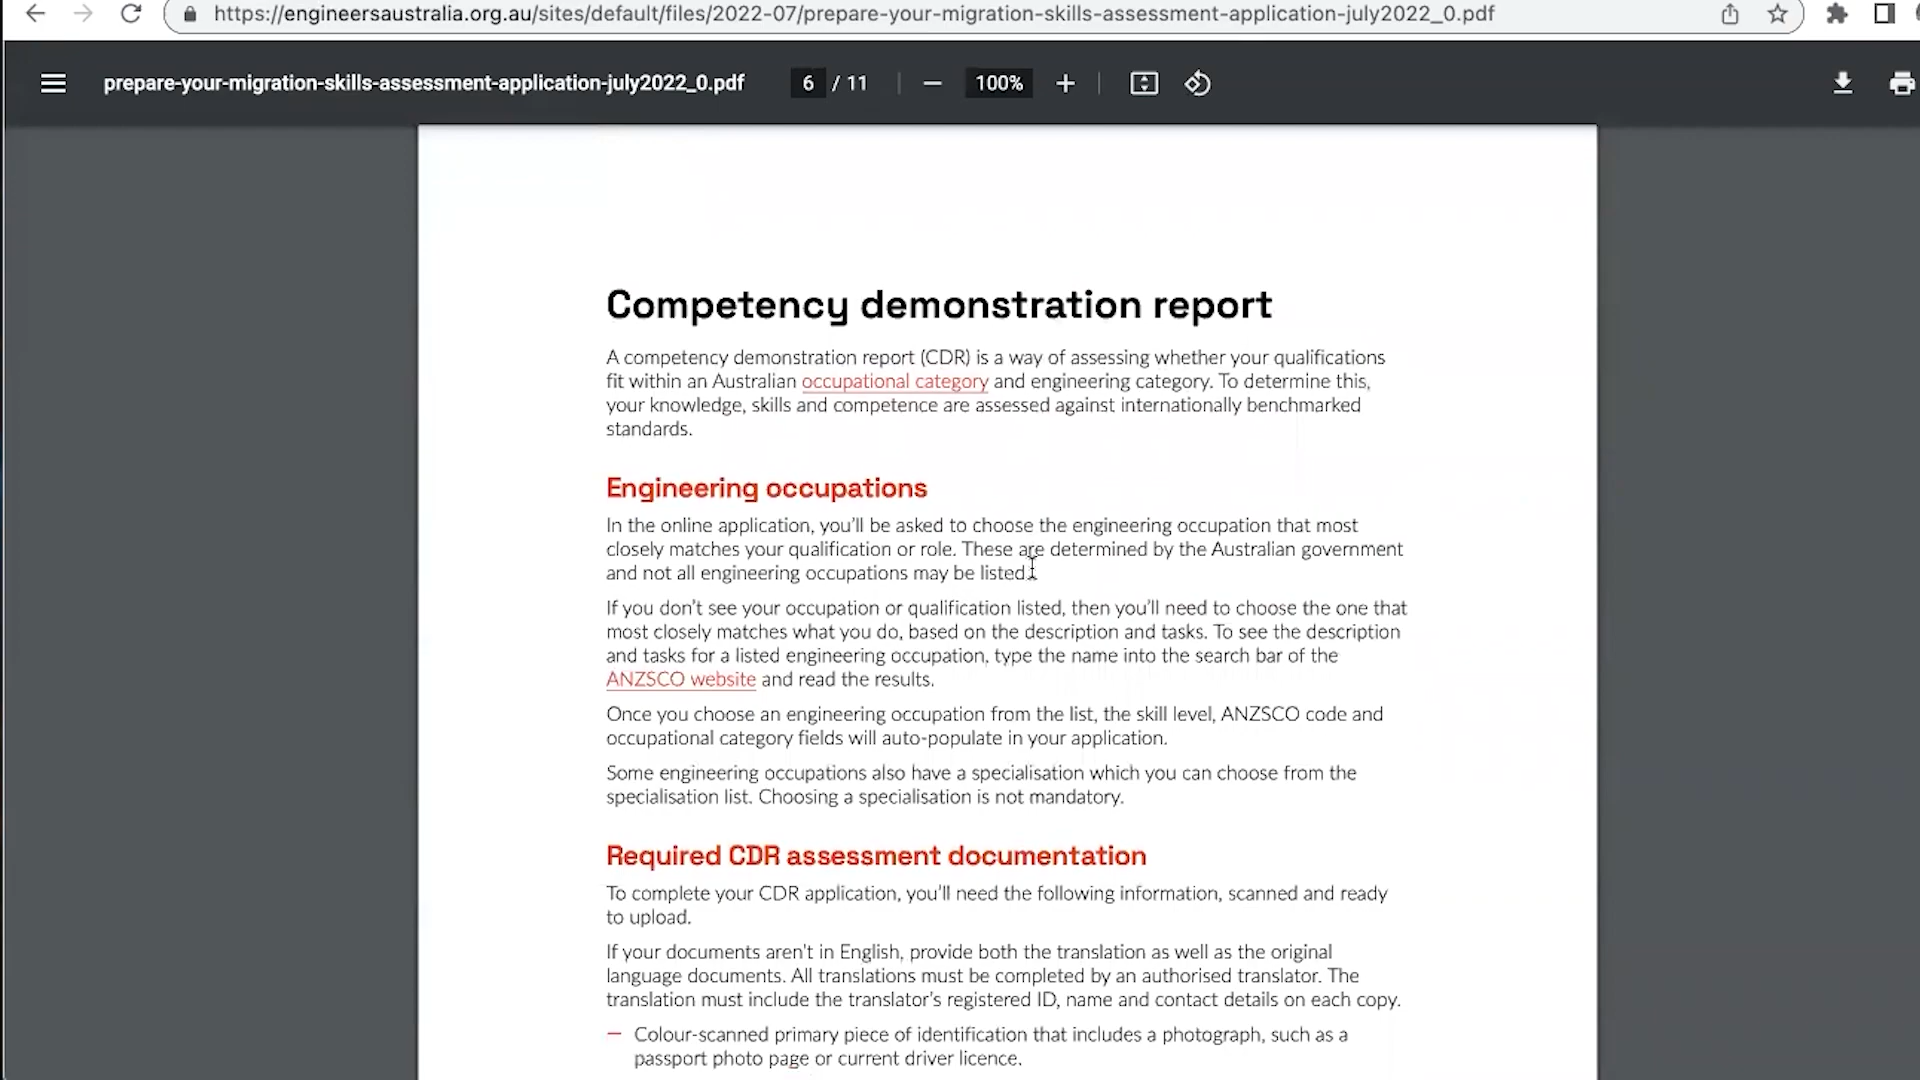 https://engineersaustralia.org.au/sites/default/files/2022-07/prepare-your-migration-skills-assessment-application-july2022_0.pdf
prepare-your-migration-skills-assessment-application-july2022_0.pdf 6 / 11 100%
Competency demonstration report
A competency demonstration report (CDR) is a way of assessing whether your qualifications
fit within an Australian occupational category and engineering category. To determine this,
your knowledge, skills and competence are assessed against internationally benchmarked
standards.
Engineering occupations
In the online application, you'll be asked to choose the engineering occupation that most
closely matches your qualification or role. These are determined by the Australian government
and not all engineering occupations may be listed.
If you don't see your occupation or qualification listed, then you'll need to choose the one that
most closely matches what you do, based on the description and tasks. To see the description
and tasks for a listed engineering occupation, type the name into the search bar of the
ANZSCO website and read the results.
Once you choose an engineering occupation from the list, the skill level, ANZSCO code and
occupational category fields will auto-populate in your application.
Some engineering occupations also have a specialisation which you can choose from the
specialisation list. Choosing a specialisation is not mandatory.
Required CDR assessment documentation
To complete your CDR application, you'll need the following information, scanned and ready
to upload.
If your documents aren't in English, provide both the translation as well as the original
language documents. All translations must be completed by an authorised translator. The
translation must include the translator's registered ID, name and contact details on each copy.
— Colour-scanned primary piece of identification that includes a photograph, such as a
passport photo page or current driver licence.